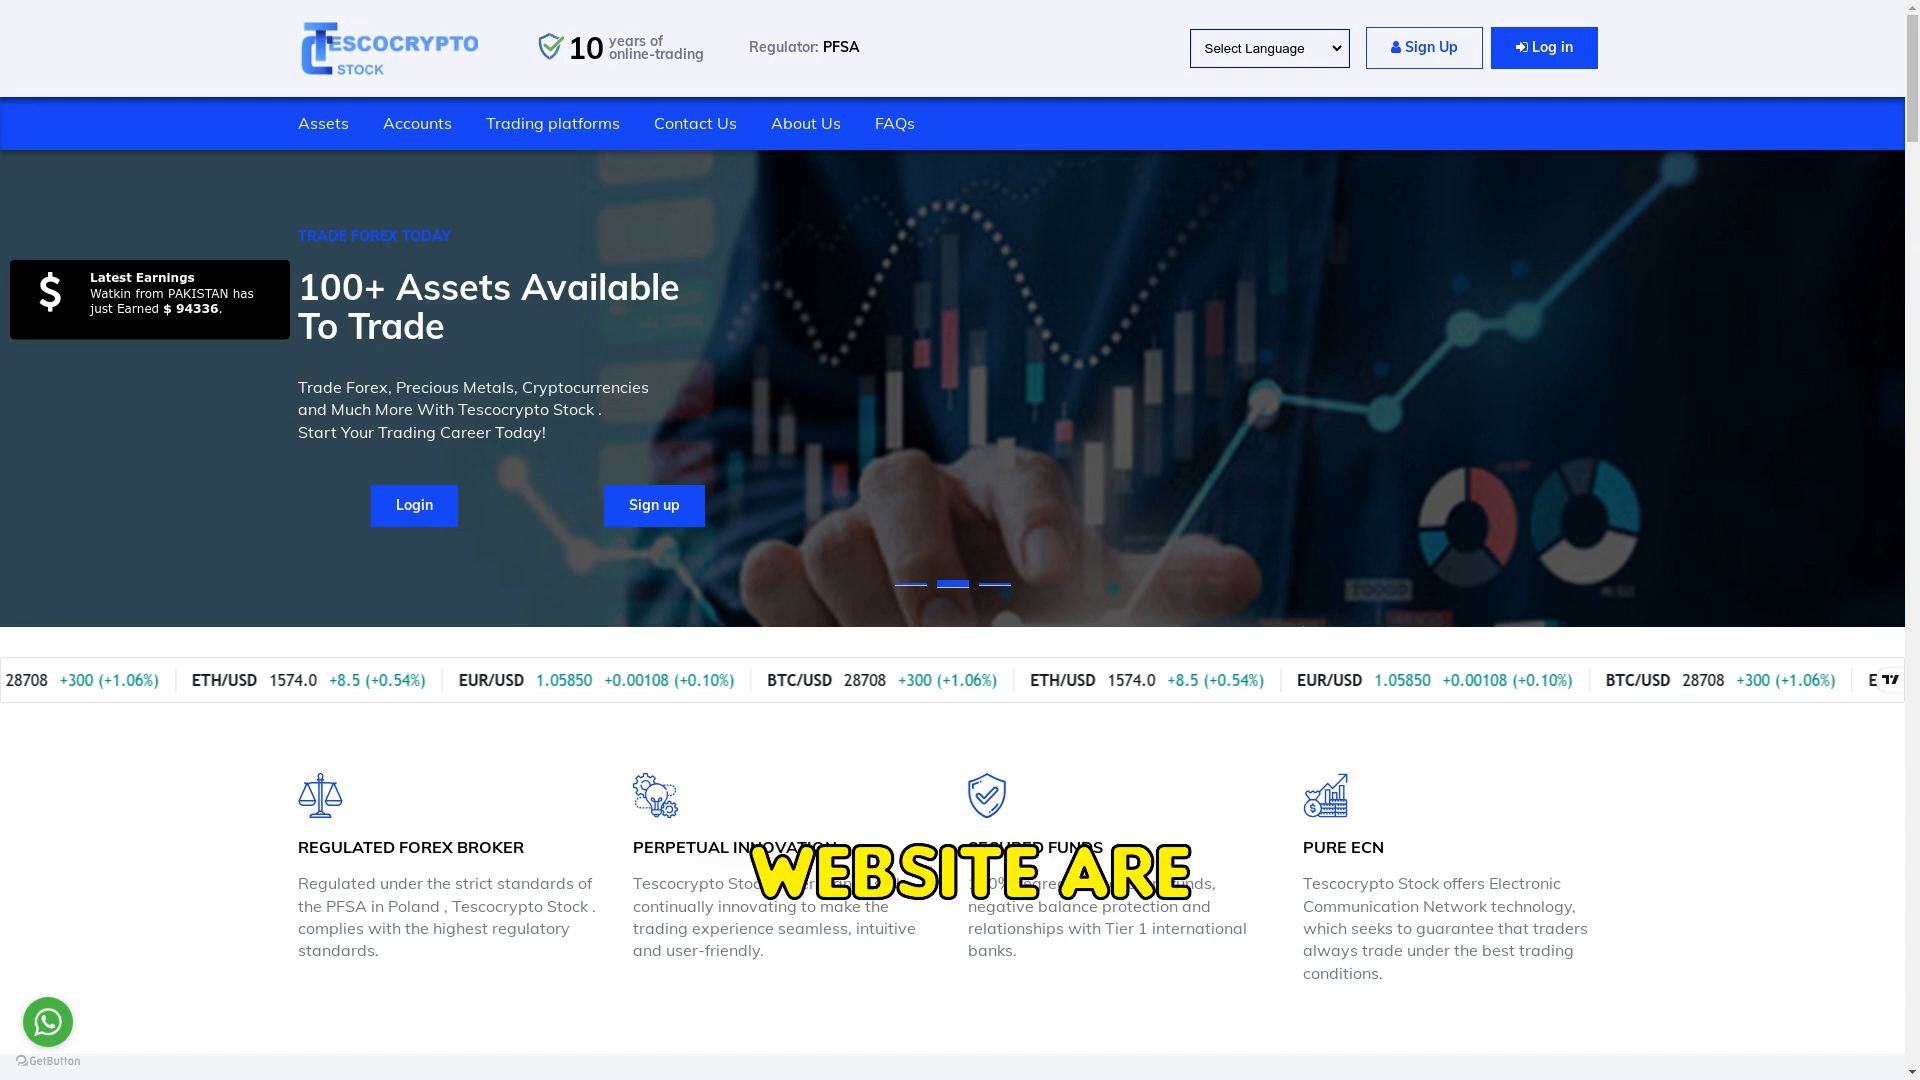 TESCOCRYPTO
STOCK
10 years of
online-trading
Regulator: PFSA
Select Language
Sign Up
Log in
Assets
Accounts
Trading platforms
Contact Us
About Us
FAQs
TRADE FOREX TODAY
Latest Earnings
Watkin from PAKISTAN has
just Earned $ 94336.
100+ Assets Available
To Trade
Trade Forex, Precious Metals, Cryptocurrencies
and Much More With Tescocrypto Stock .
Start Your Trading Career Today!
Login
Sign up
28708 +300 (+1.06%) ETH/USD 1574.0 +8.5 (+0.54%) EUR/USD 1.05850 +0.00108 (+0.10%) BTC/USD 28708 +300 (+1.06%) ETH/USD 1574.0 +8.5 (+0.54%) EUR/USD 1.05850 +0.00108 (+0.10%) BTC/USD 28708 +300 (+1.06%) E
REGULATED FOREX BROKER
Regulated under the strict standards of
the PFSA in Poland , Tescocrypto Stock .
complies with the highest regulatory
standards.
PERPETUAL INNOVATION
Tescocrypto
continually innovating to make the
trading experience seamless, intuitive
and user-friendly.
WEBSITE ARE
SECURED FUNDS
negative balance protection and
relationships with Tier 1 international
banks.
PURE ECN
Tescocrypto Stock offers Electronic
Communication Network technology,
which seeks to guarantee that traders
always trade under the best trading
conditions.
GetButton